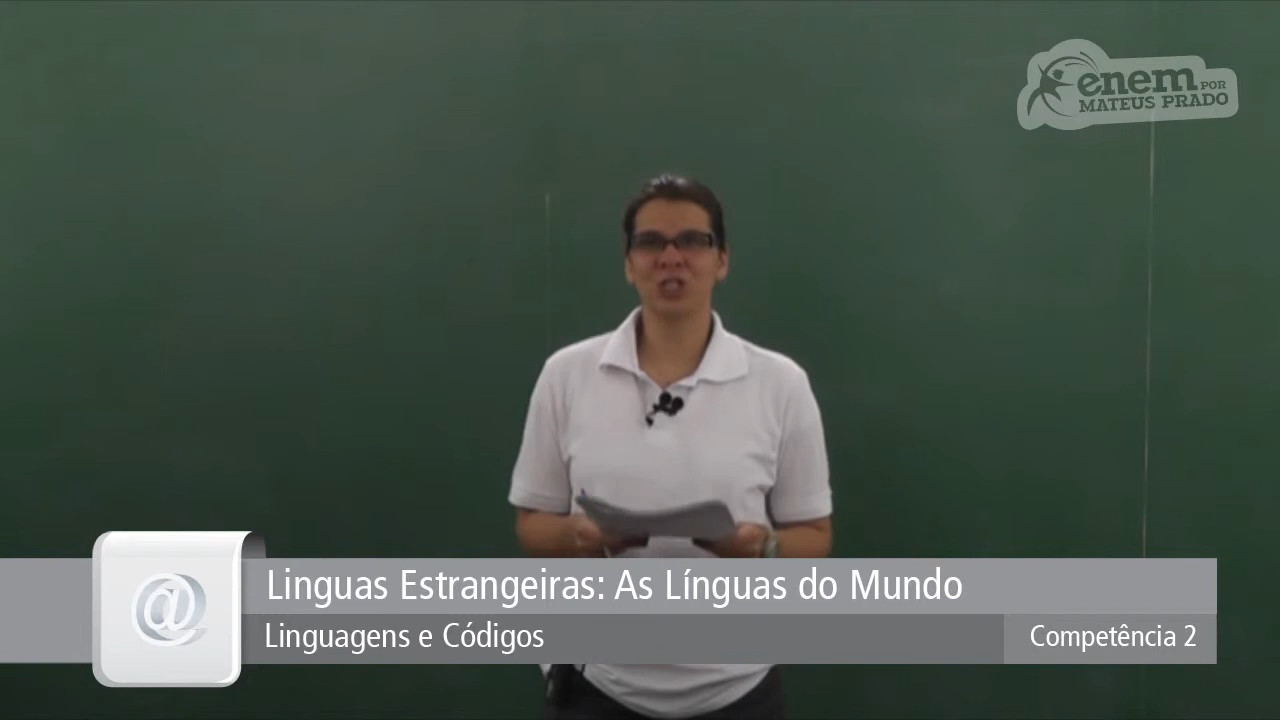 enem POR
MATEUS PRADO
@
Linguas Estrangeiras: As Línguas do Mundo
Linguagens e Códigos
Competência 2